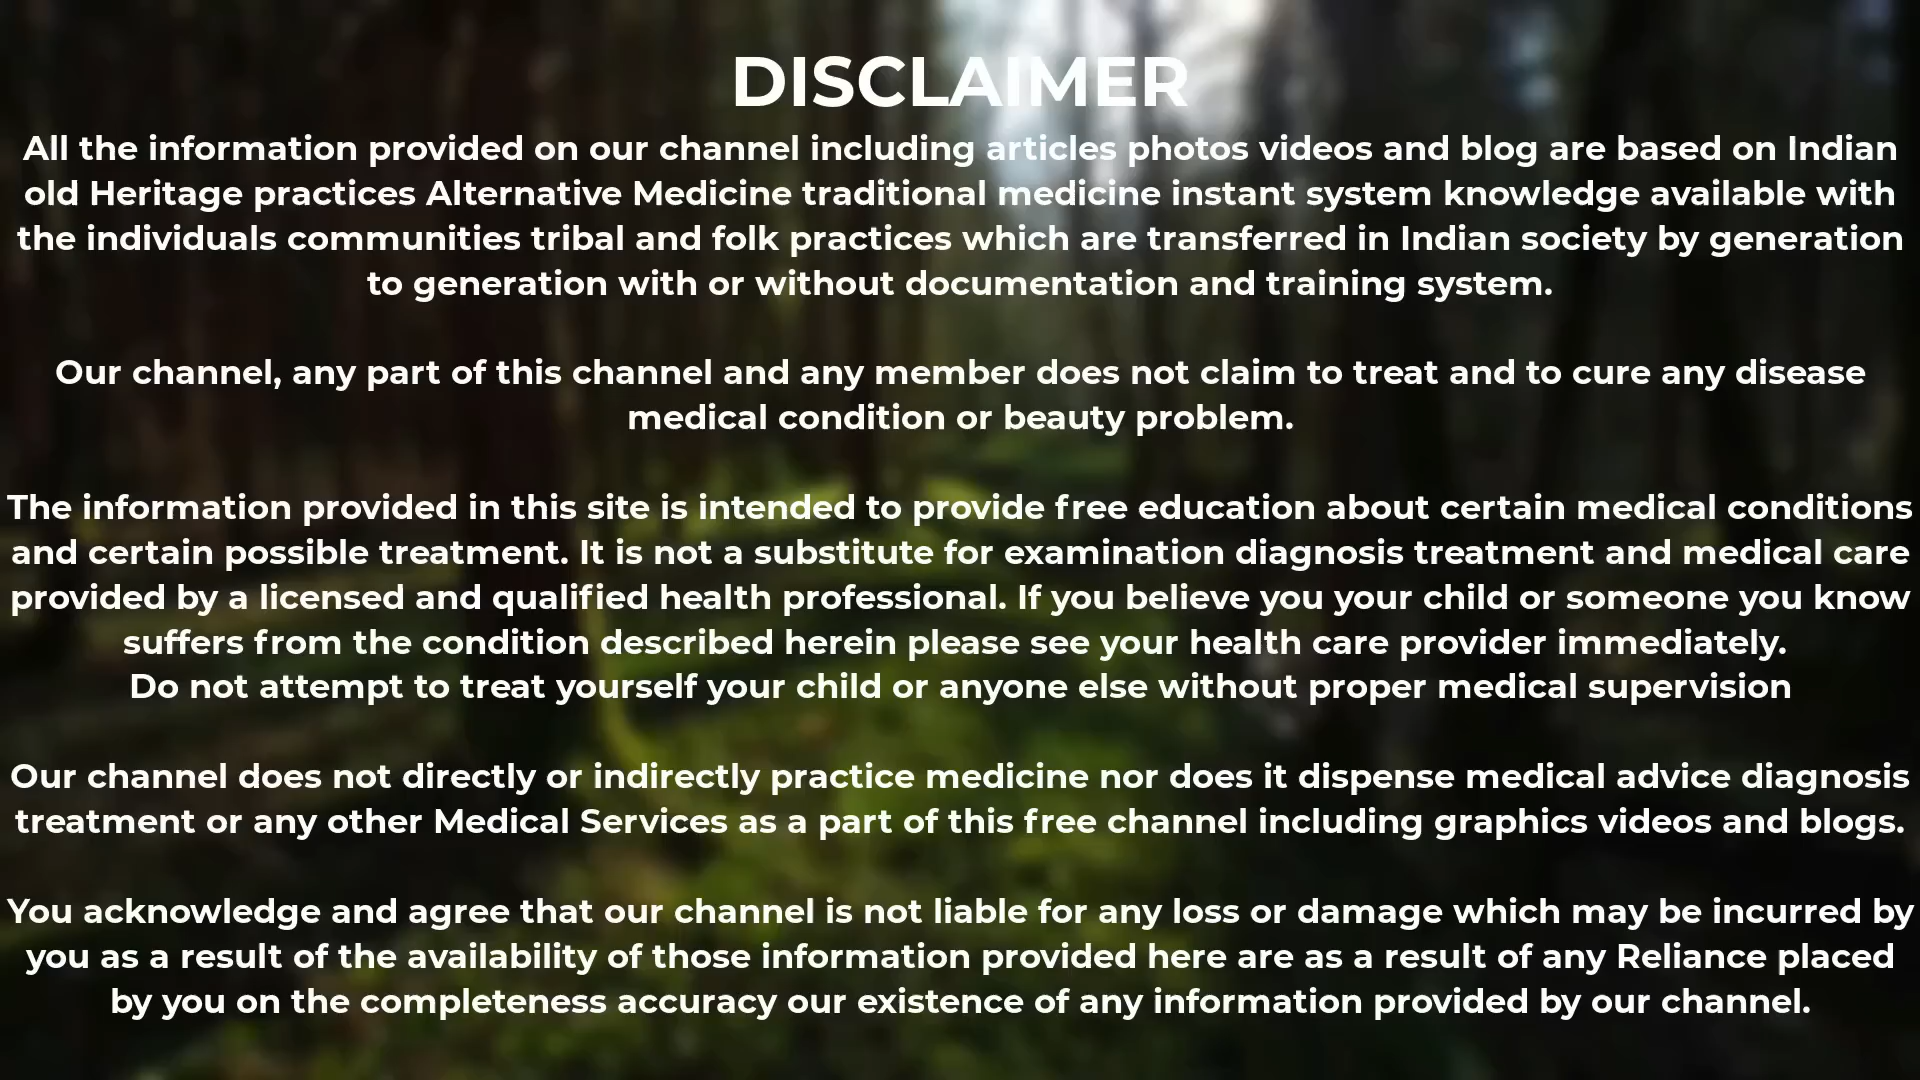 DISCLAIMER
All the information provided on our channel including articles photos videos and blog are based on Indian
old Heritage practices Alternative Medicine traditional medicine instant system knowledge available with
the individuals communities tribal and folk practices which are transferred in Indian society by generation
to generation with or without documentation and training system.
Our channel, any part of this channel and any member does not claim to treat and to cure any disease
medical condition or beauty problem.
The information provided in this site is intended to provide free education about certain medical conditions
and certain possible treatment. It is not a substitute for examination diagnosis treatment and medical care
provided by a licensed and qualified health professional. If you believe you your child or someone you know
suffers from the condition described herein please see your health care provider immediately.
Do not attempt to treat yourself your child or anyone else without proper medical supervision
Our channel does not directly or indirectly practice medicine nor does it dispense medical advice diagnosis
treatment or any other Medical Services as a part of this free channel including graphics videos and blogs.
You acknowledge and agree that our channel is not liable for any loss or damage which may be incurred by
you as a result of the availability of those information provided here are as a result of any Reliance placed
by you on the completeness accuracy our existence of any information provided by our channel.